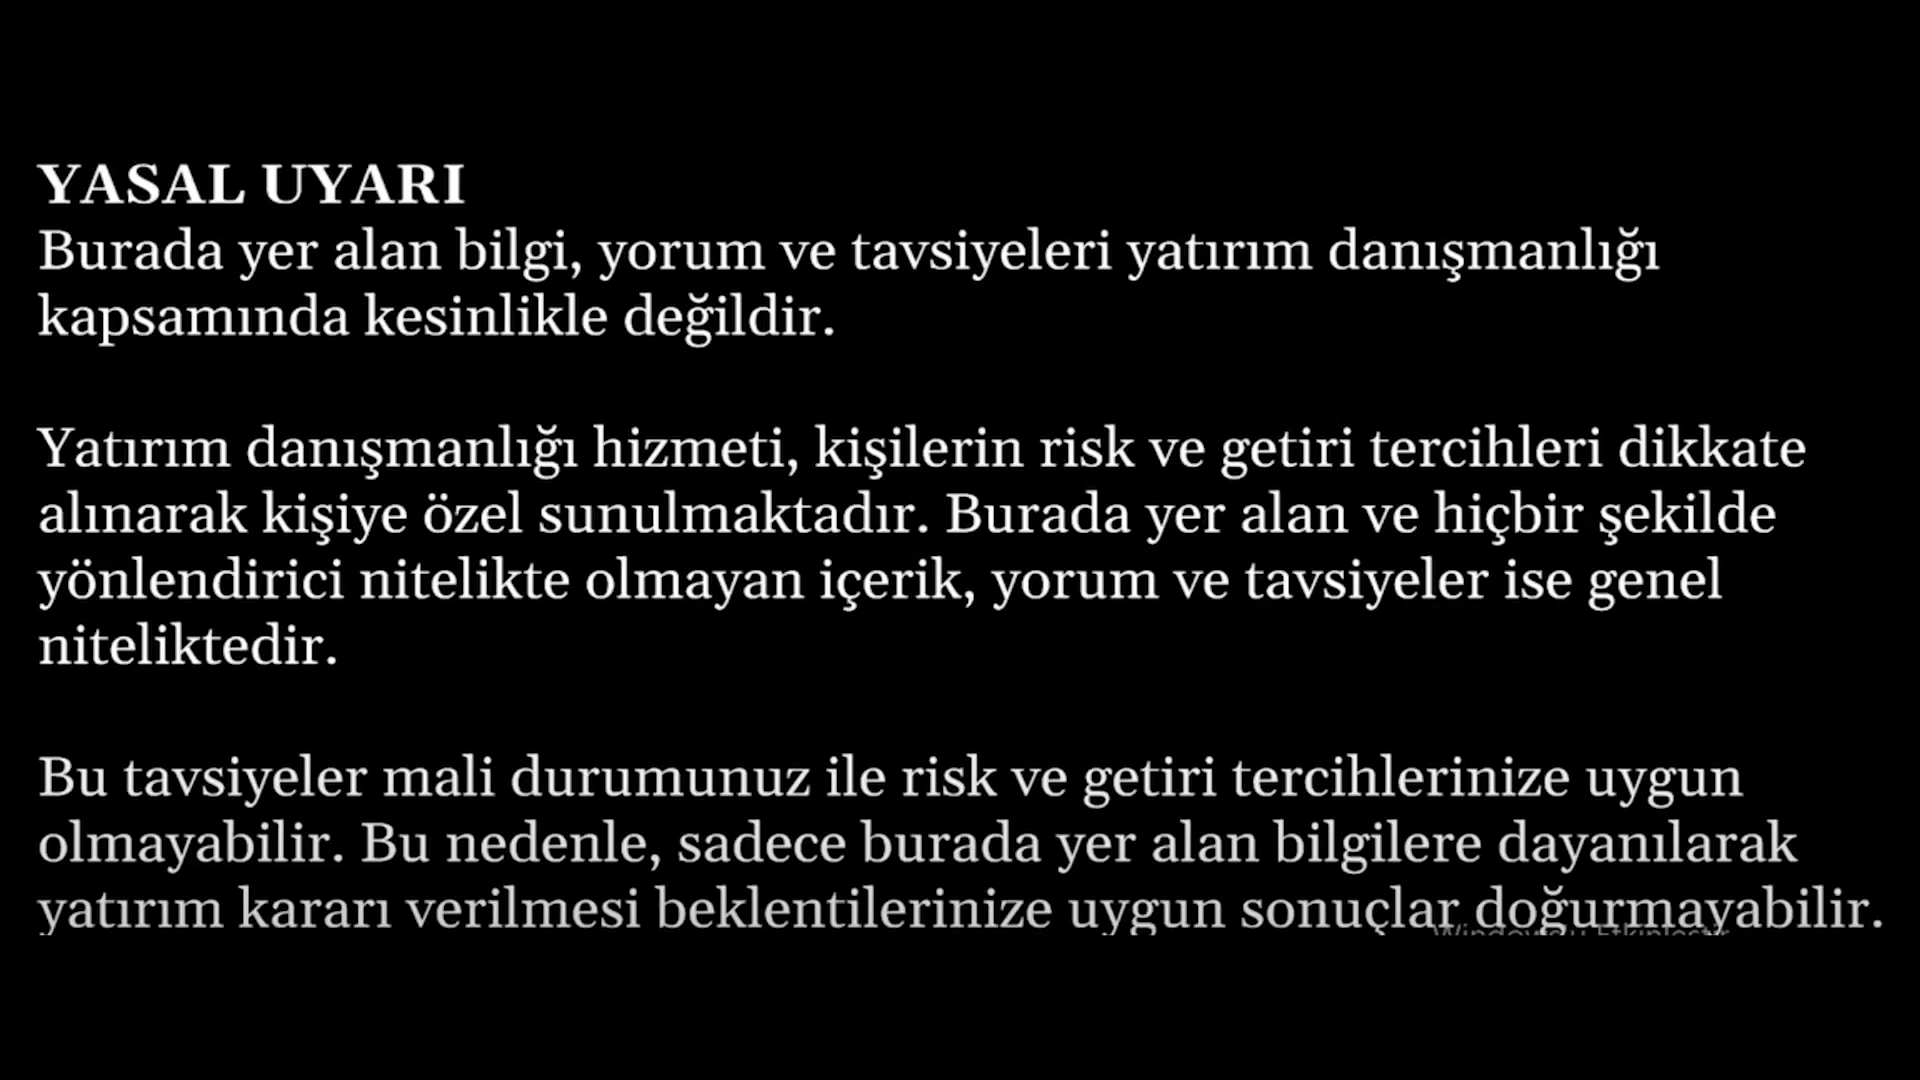 YASAL UYARI
Burada yer alan bilgi, yorum ve tavsiyeleri yatırım danışmanlığı
kapsamında kesinlikle değildir.
Yatırım danışmanlığı hizmeti, kişilerin risk ve getiri tercihleri dikkate
alınarak kişiye özel sunulmaktadır. Burada yer alan ve hiçbir şekilde
yönlendirici nitelikte olmayan içerik, yorum ve tavsiyeler ise genel
niteliktedir.
Bu tavsiyeler mali durumunuz ile risk ve getiri tercihlerinize uygun
olmayabilir. Bu nedenle, sadece burada yer alan bilgilere dayanılarak
yatırım kararı verilmesi beklentilerinize uygun sonuçlar doğurmayabilir.